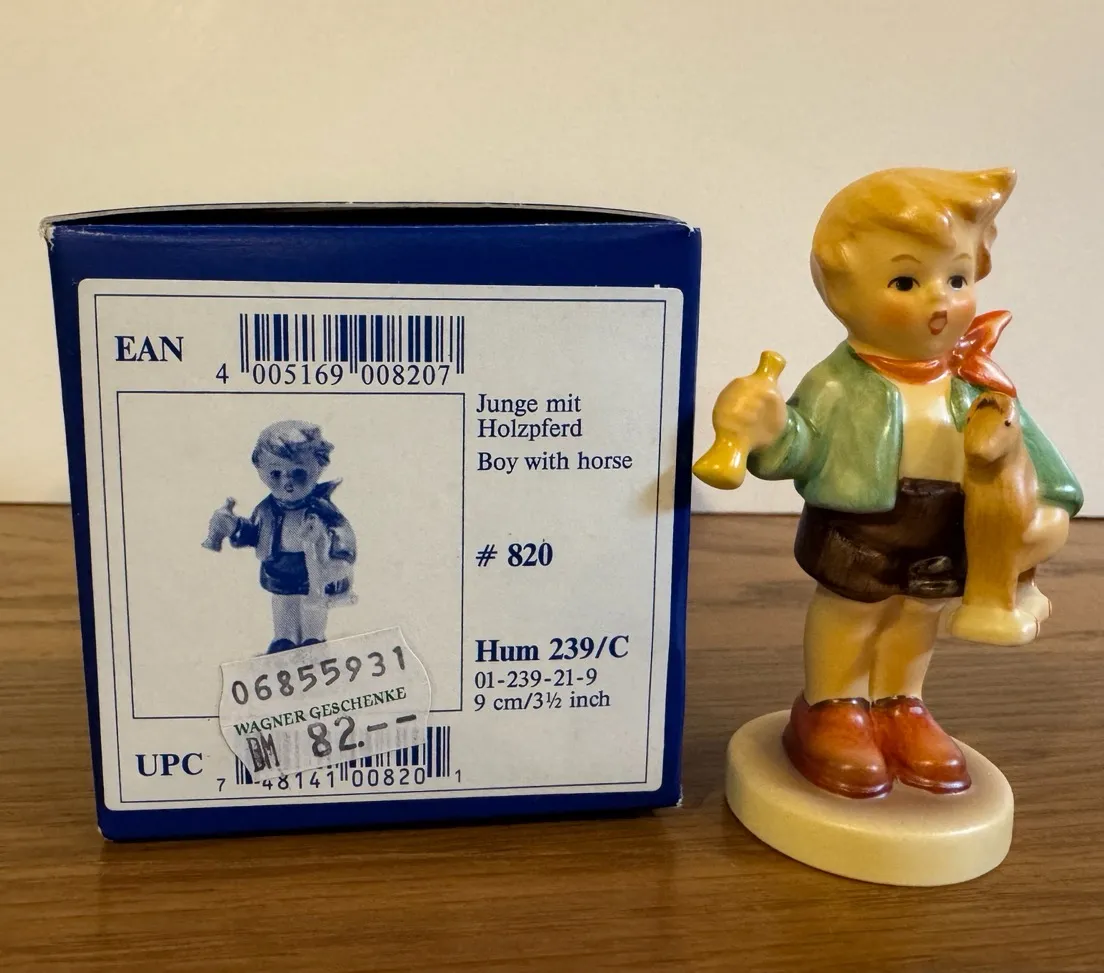 EAN
4 005169 008207
Junge mit
Holzpferd
Boy with horse
# 820
Hum 239/C
01-239-21-9
9 cm/3½ inch
06855931
WAGNER GESCHENKE
DM 82.--
UPC
7 48141 00820 1